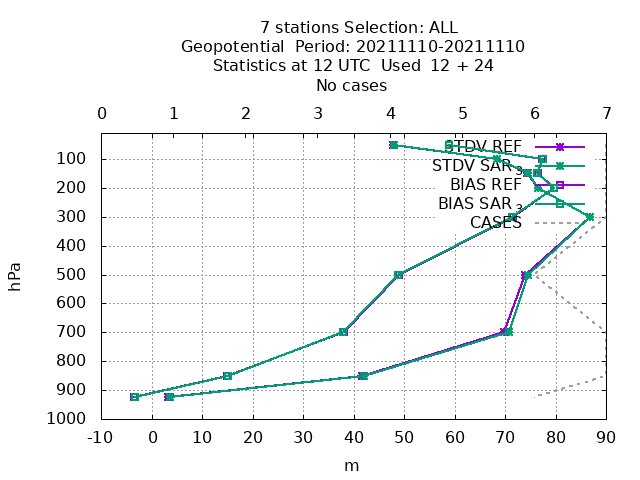 7 stations Selection: ALL
Geopotential  Period: 20211110-20211110
Statistics at 12 UTC  Used  12 + 24
No cases
0 1 2 3 4 5 6 7
STDV REF
STDV SAR_3
BIAS REF
BIAS SAR_3
CASES
100
200
300
400
500
600
700
800
900
1000
hPa
-10 0 10 20 30 40 50 60 70 80 90
m